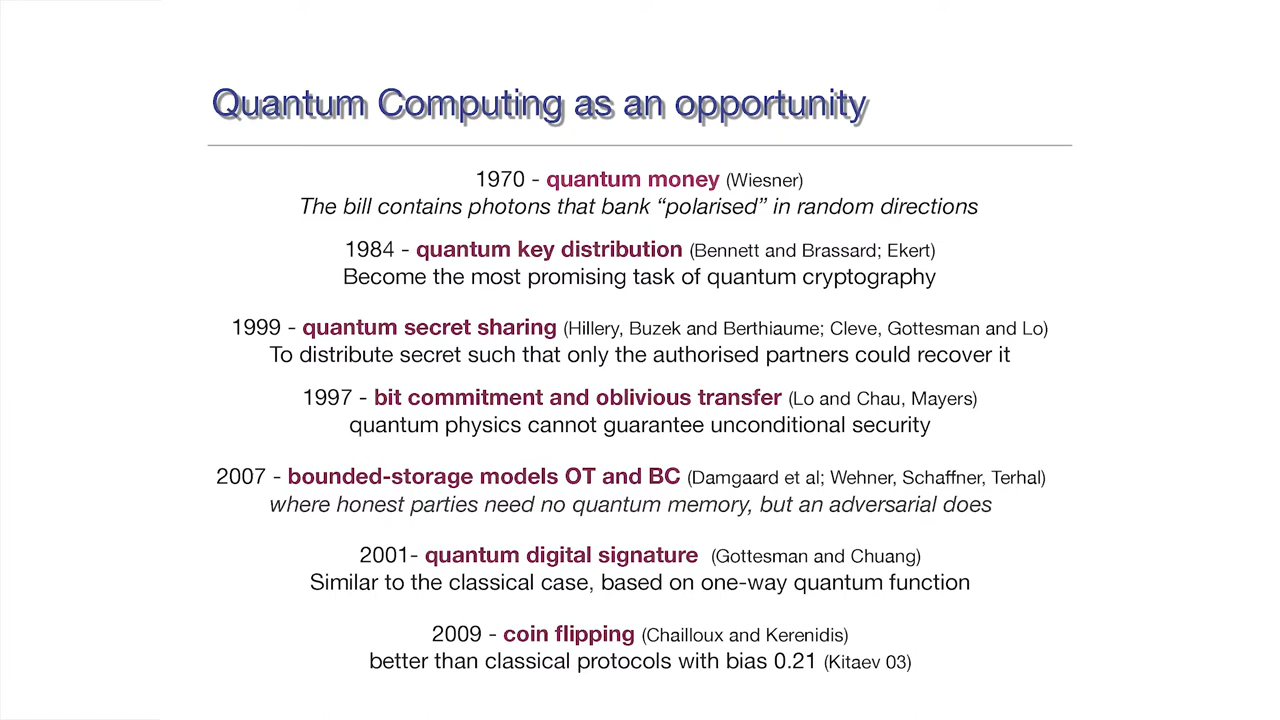 Quantum Computing as an opportunity
1970 - quantum money (Wiesner)
The bill contains photons that bank “polarised” in random directions
1984 - quantum key distribution (Bennett and Brassard; Ekert)
Become the most promising task of quantum cryptography
1999 - quantum secret sharing (Hillery, Buzek and Berthiaume; Cleve, Gottesman and Lo)
To distribute secret such that only the authorised partners could recover it
1997 - bit commitment and oblivious transfer (Lo and Chau, Mayers)
quantum physics cannot guarantee unconditional security
2007 - bounded-storage models OT and BC (Damgaard et al; Wehner, Schaffner, Terhal)
where honest parties need no quantum memory, but an adversarial does
2001- quantum digital signature (Gottesman and Chuang)
Similar to the classical case, based on one-way quantum function
2009 - coin flipping (Chailloux and Kerenidis)
better than classical protocols with bias 0.21 (Kitaev 03)